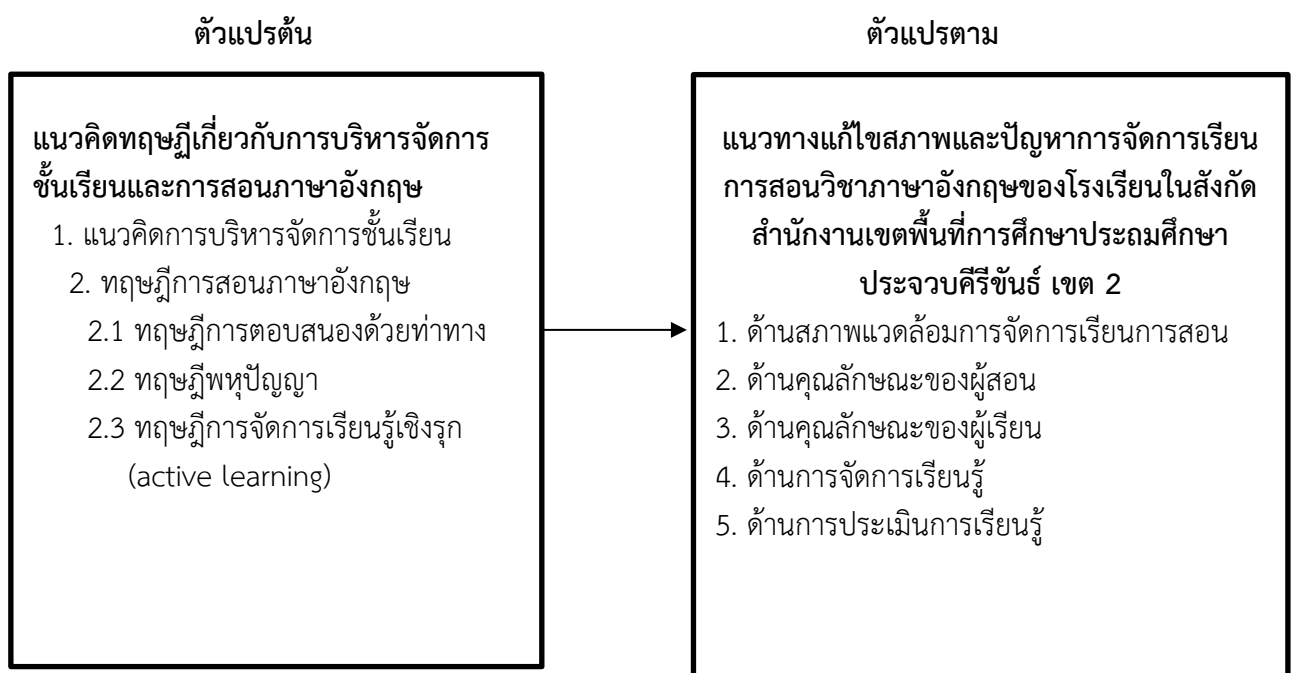 ตัวแปรต้น
แนวคิดทฤษฏีเกี่ยวกับการบริหารจัดการ
ชั้นเรียนและการสอนภาษาอังกฤษ
1. แนวคิดการบริหารจัดการชั้นเรียน
2. ทฤษฎีการสอนภาษาอังกฤษ
2.1 ทฤษฎีการตอบสนองด้วยท่าทาง
2.2 ทฤษฎีพหุปัญญา
2.3 ทฤษฎีการจัดการเรียนรู้เชิงรุก
(active learning)
ตัวแปรตาม
แนวทางแก้ไขสภาพและปัญหาการจัดการเรียน
การสอนวิชาภาษาอังกฤษของโรงเรียนในสังกัด
สำนักงานเขตพื้นที่การศึกษาประถมศึกษา
ประจวบคีรีขันธ์ เขต 2
1. ด้านสภาพแวดล้อมการจัดการเรียนการสอน
2. ด้านคุณลักษณะของผู้สอน
3. ด้านคุณลักษณะของผู้เรียน
4. ด้านการจัดการเรียนรู้
5. ด้านการประเมินการเรียนรู้